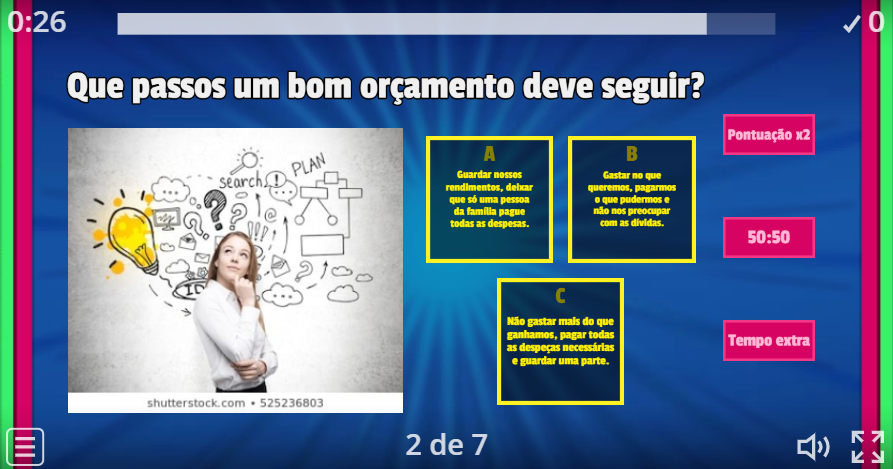 0:26
✓0
Que passos um bom orçamento deve seguir?
search
PLAN
ID
shutterstock.com • 525236803
A
Guardar nossos
rendimentos, deixar
que só uma pessoa
da família pague
todas as despesas.
B
Gastar no que
queremos, pagarmos
o que pudermos e
não nos preocupar
com as dívidas.
C
Não gastar mais do que
ganhamos, pagar todas
as despeças necessárias
e guardar uma parte.
Pontuação x2
50:50
Tempo extra
2 de 7